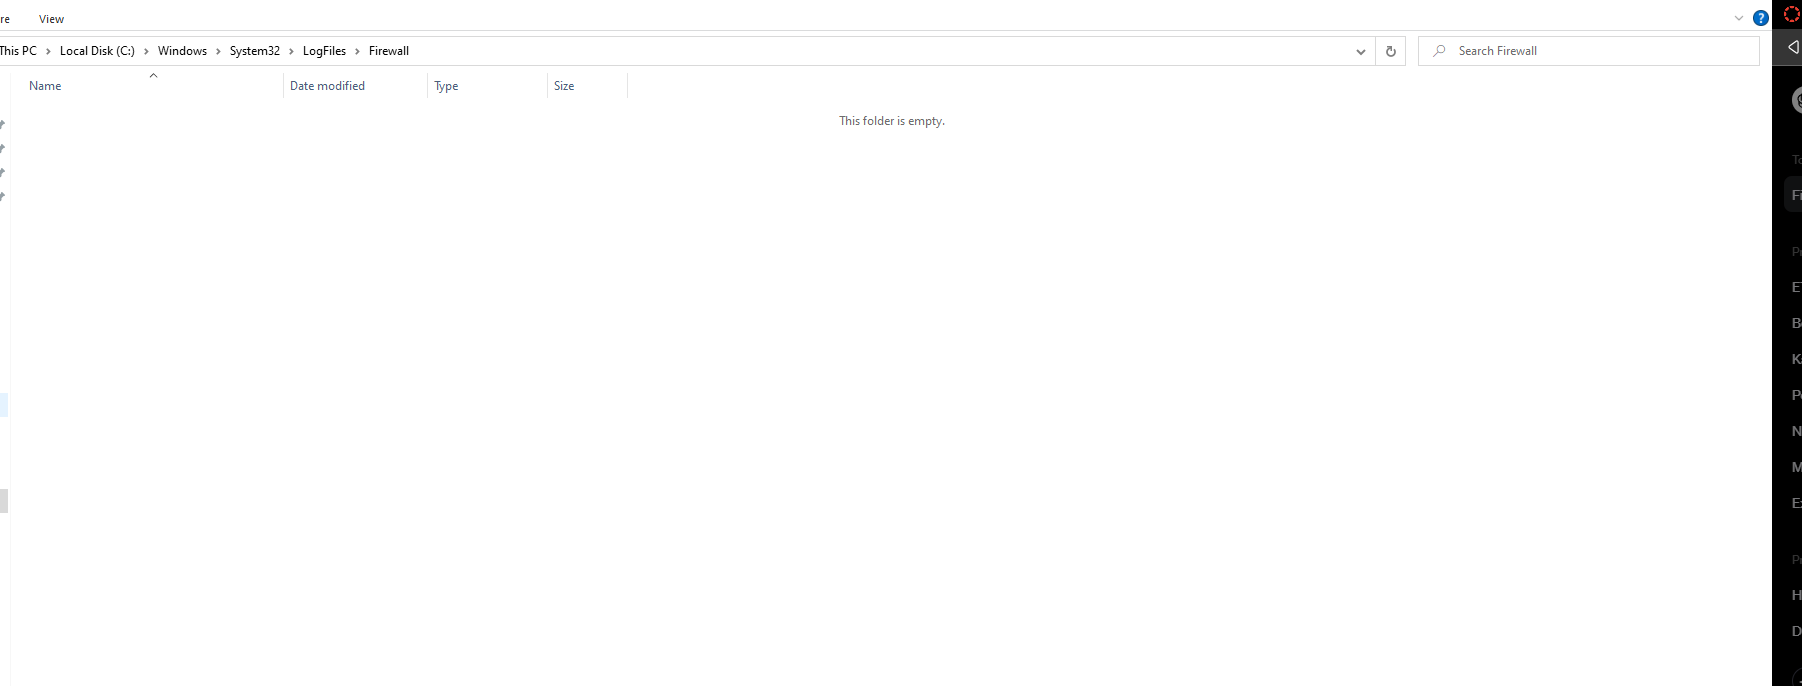 re View
This PC > Local Disk (C:) > Windows > System32 > LogFiles > Firewall
Search Firewall
Name Date modified Type Size
This folder is empty.